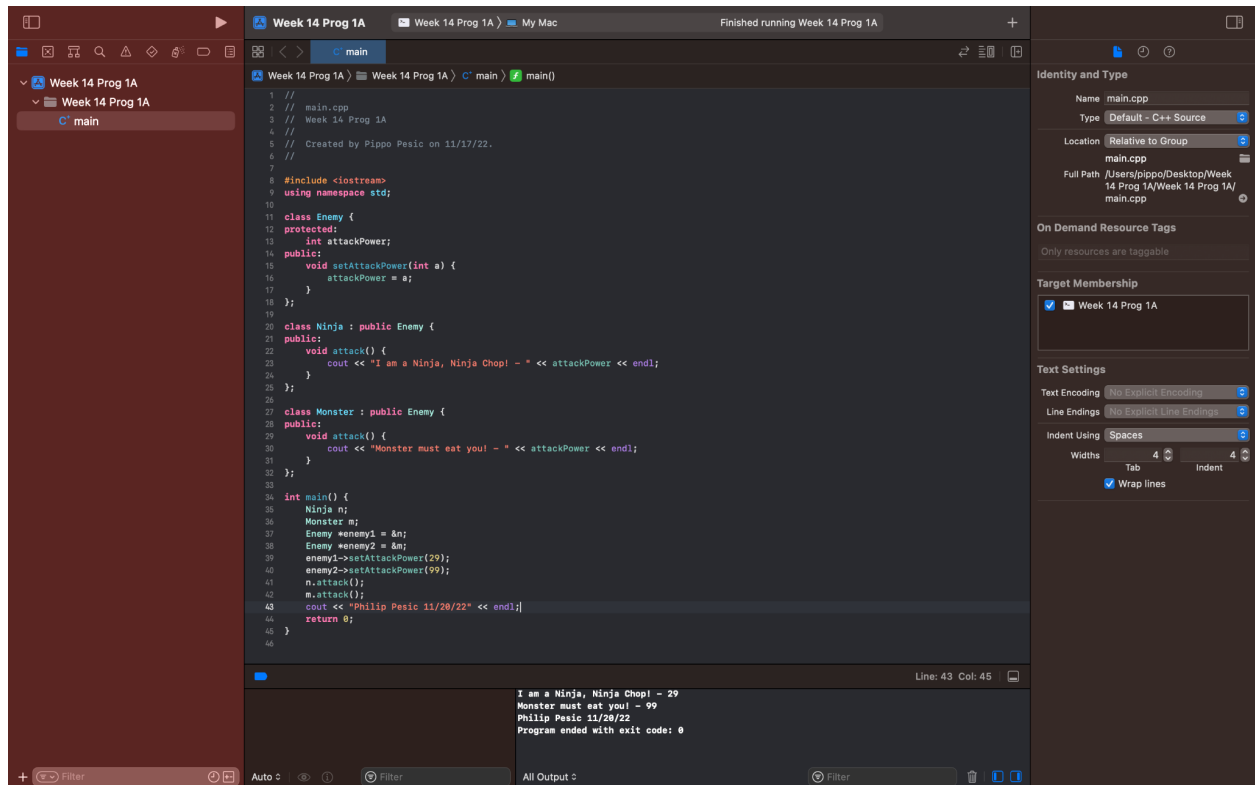 Week 14 Prog 1A
Week 14 Prog 1A 〉 My Mac
Finished running Week 14 Prog 1A
main
Week 14 Prog 1A 〉 Week 14 Prog 1A 〉 main 〉 main()
Week 14 Prog 1A
Week 14 Prog 1A
main
1 //
2 //  main.cpp
3 //  Week 14 Prog 1A
4 //
5 //  Created by Pippo Pesic on 11/17/22.
6 //
7
8 #include <iostream>
9 using namespace std;
10
11 class Enemy {
12 protected:
13     int attackPower;
14 public:
15     void setAttackPower(int a) {
16         attackPower = a;
17     }
18 };
19
20 class Ninja : public Enemy {
21 public:
22     void attack() {
23         cout << "I am a Ninja, Ninja Chop! - " << attackPower << endl;
24     }
25 };
26
27 class Monster : public Enemy {
28 public:
29     void attack() {
30         cout << "Monster must eat you! - " << attackPower << endl;
31     }
32 };
33
34 int main() {
35     Ninja n;
36     Monster m;
37     Enemy *enemy1 = &n;
38     Enemy *enemy2 = &m;
39     enemy1->setAttackPower(29);
40     enemy2->setAttackPower(99);
41     n.attack();
42     m.attack();
43     cout << "Philip Pesic 11/20/22" << endl;
44     return 0;
45 }
46
Line: 43 Col: 45
I am a Ninja, Ninja Chop! - 29
Monster must eat you! - 99
Philip Pesic 11/20/22
Program ended with exit code: 0
Filter
Auto
Filter
All Output
Filter
Identity and Type
Name main.cpp
Type Default - C++ Source
Location Relative to Group
main.cpp
Full Path /Users/pippo/Desktop/Week
14 Prog 1A/Week 14 Prog 1A/
main.cpp
On Demand Resource Tags
Only resources are taggable
Target Membership
Week 14 Prog 1A
Text Settings
Text Encoding No Explicit Encoding
Line Endings No Explicit Line Endings
Indent Using Spaces
Widths 4 4
Tab Indent
Wrap lines